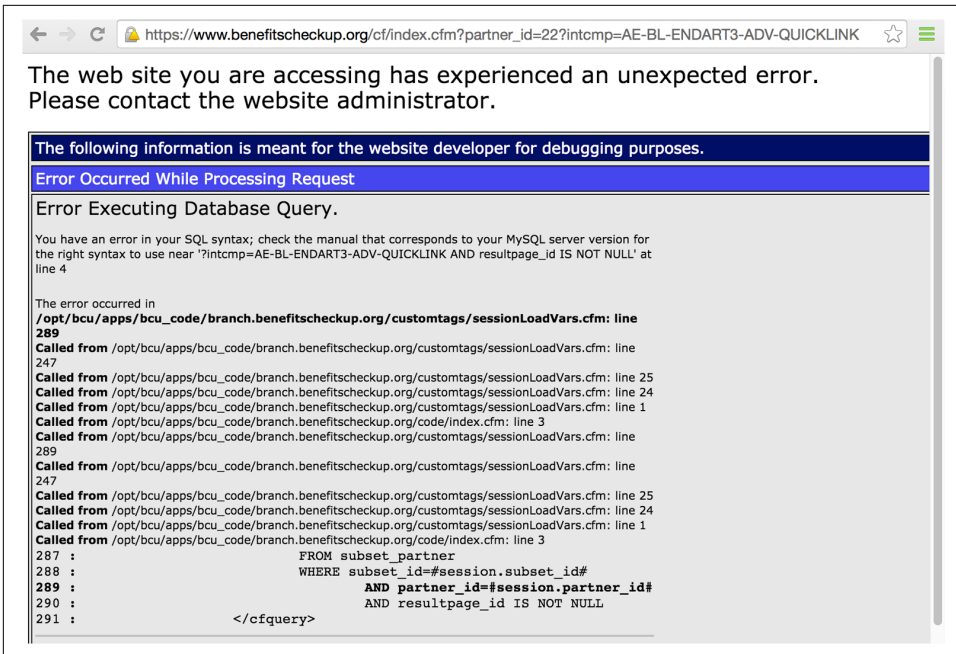 https://www.benefitscheckup.org/cf/index.cfm?partner_id=22?intcmp=AE-BL-ENDART3-ADV-QUICKLINK
The web site you are accessing has experienced an unexpected error.
Please contact the website administrator.
The following information is meant for the website developer for debugging purposes.
Error Occurred While Processing Request
Error Executing Database Query.
You have an error in your SQL syntax; check the manual that corresponds to your MySQL server version for
the right syntax to use near '?intcmp=AE-BL-ENDART3-ADV-QUICKLINK AND resultpage_id IS NOT NULL' at
line 4
The error occurred in
/opt/bcu/apps/bcu_code/branch.benefitscheckup.org/customtags/sessionLoadVars.cfm: line
289
Called from /opt/bcu/apps/bcu_code/branch.benefitscheckup.org/customtags/sessionLoadVars.cfm: line
247
Called from /opt/bcu/apps/bcu_code/branch.benefitscheckup.org/customtags/sessionLoadVars.cfm: line 25
Called from /opt/bcu/apps/bcu_code/branch.benefitscheckup.org/customtags/sessionLoadVars.cfm: line 24
Called from /opt/bcu/apps/bcu_code/branch.benefitscheckup.org/customtags/sessionLoadVars.cfm: line 1
Called from /opt/bcu/apps/bcu_code/branch.benefitscheckup.org/code/index.cfm: line 3
Called from /opt/bcu/apps/bcu_code/branch.benefitscheckup.org/customtags/sessionLoadVars.cfm: line
289
Called from /opt/bcu/apps/bcu_code/branch.benefitscheckup.org/customtags/sessionLoadVars.cfm: line
247
Called from /opt/bcu/apps/bcu_code/branch.benefitscheckup.org/customtags/sessionLoadVars.cfm: line 25
Called from /opt/bcu/apps/bcu_code/branch.benefitscheckup.org/customtags/sessionLoadVars.cfm: line 24
Called from /opt/bcu/apps/bcu_code/branch.benefitscheckup.org/customtags/sessionLoadVars.cfm: line 1
Called from /opt/bcu/apps/bcu_code/branch.benefitscheckup.org/code/index.cfm: line 3
287 : FROM subset_partner
288 : WHERE subset_id=#session.subset_id#
289 : AND partner_id=#session.partner_id#
290 : AND resultpage_id IS NOT NULL
291 : </cfquery>